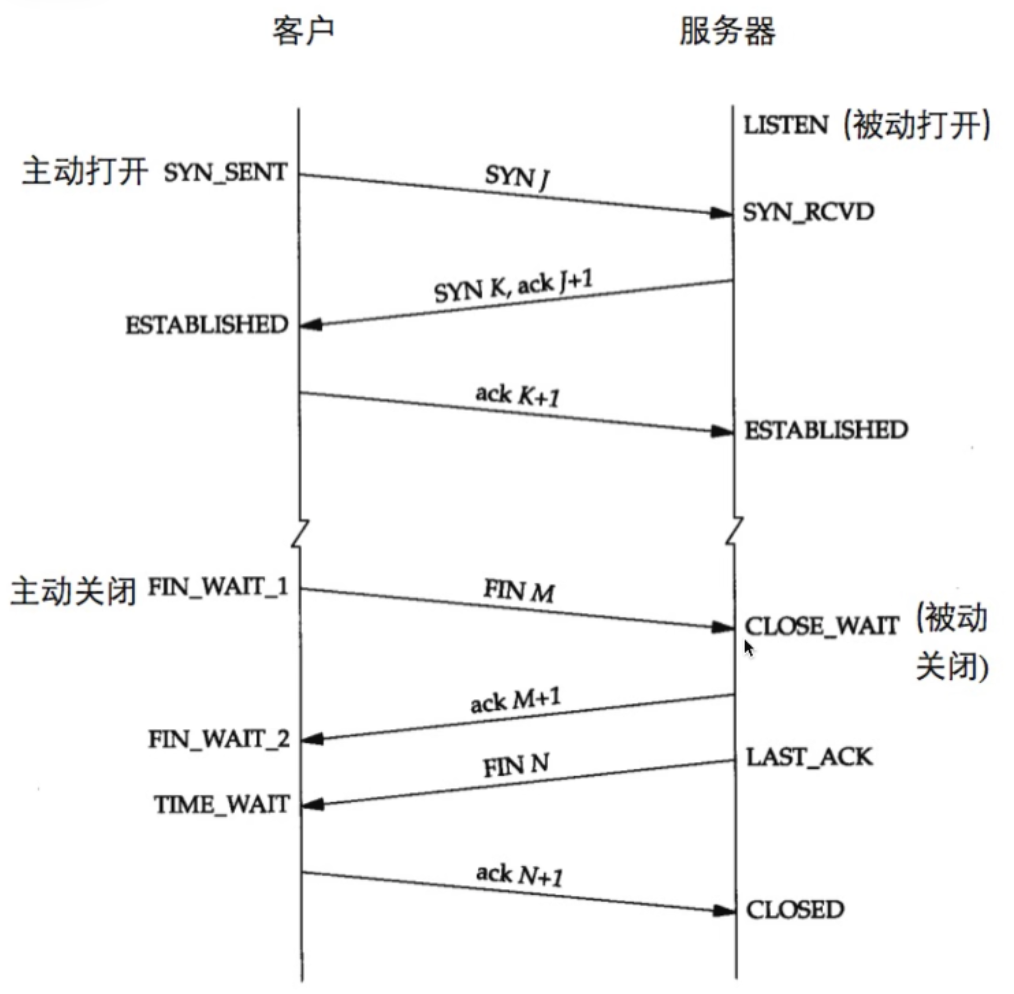 客户
服务器
LISTEN (被动打开)
主动打开 SYN_SENT
SYN J
SYN_RCVD
SYN K, ack J+1
ESTABLISHED
ack K+1
ESTABLISHED
主动关闭 FIN_WAIT_1
FIN M
CLOSE_WAIT (被动
关闭)
ack M+1
FIN_WAIT_2
LAST_ACK
FIN N
TIME_WAIT
ack N+1
CLOSED